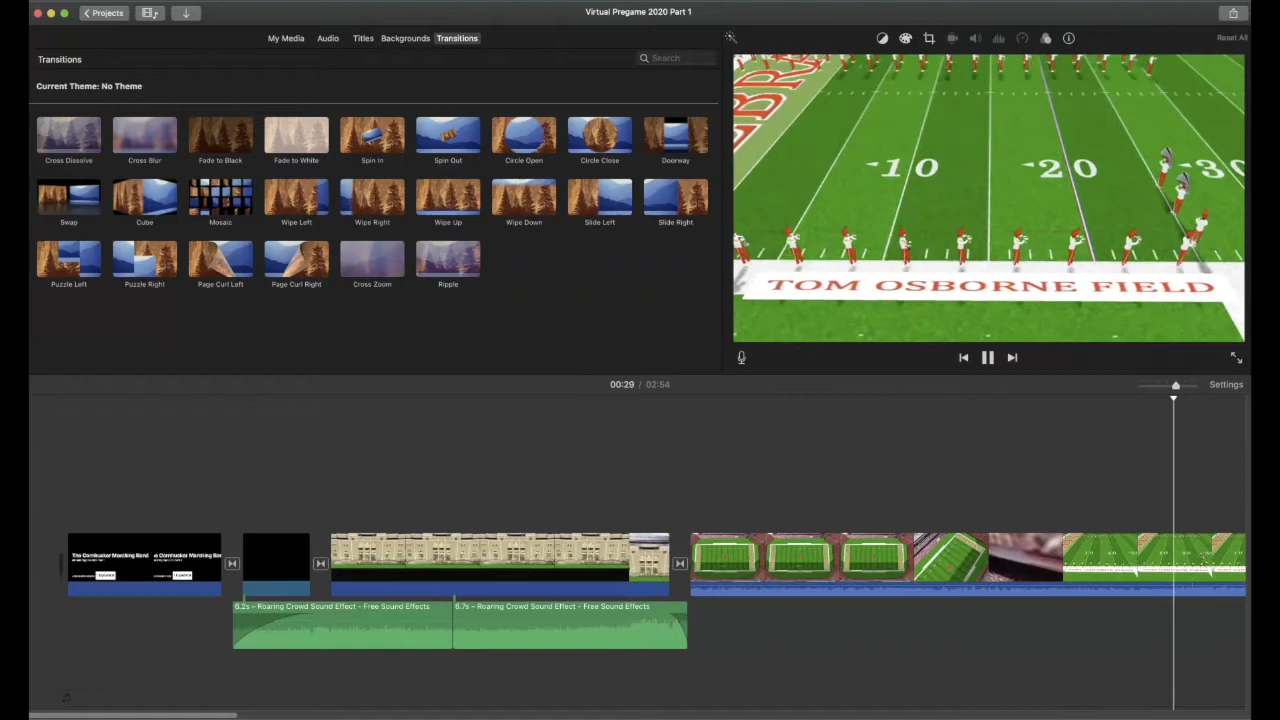 Projects
Virtual Pregame 2020 Part 1
My Media Audio Titles Backgrounds Transitions
Reset All
Transitions
Search
Current Theme: No Theme
Cross Dissolve Cross Blur Fade to Black Fade to White Spin In Spin Out Circle Open Circle Close Doorway
Swap Cube Mosaic Wipe Left Wipe Right Wipe Up Wipe Down Slide Left Slide Right
Puzzle Left Puzzle Right Page Curl Left Page Curl Right Cross Zoom Ripple
10 20 30
TOM OSBORNE FIELD
00:29 / 02:54
Settings
The Cornhusker Marching Band
6.2s – Roaring Crowd Sound Effect - Free Sound Effects
6.7s – Roaring Crowd Sound Effect - Free Sound Effects